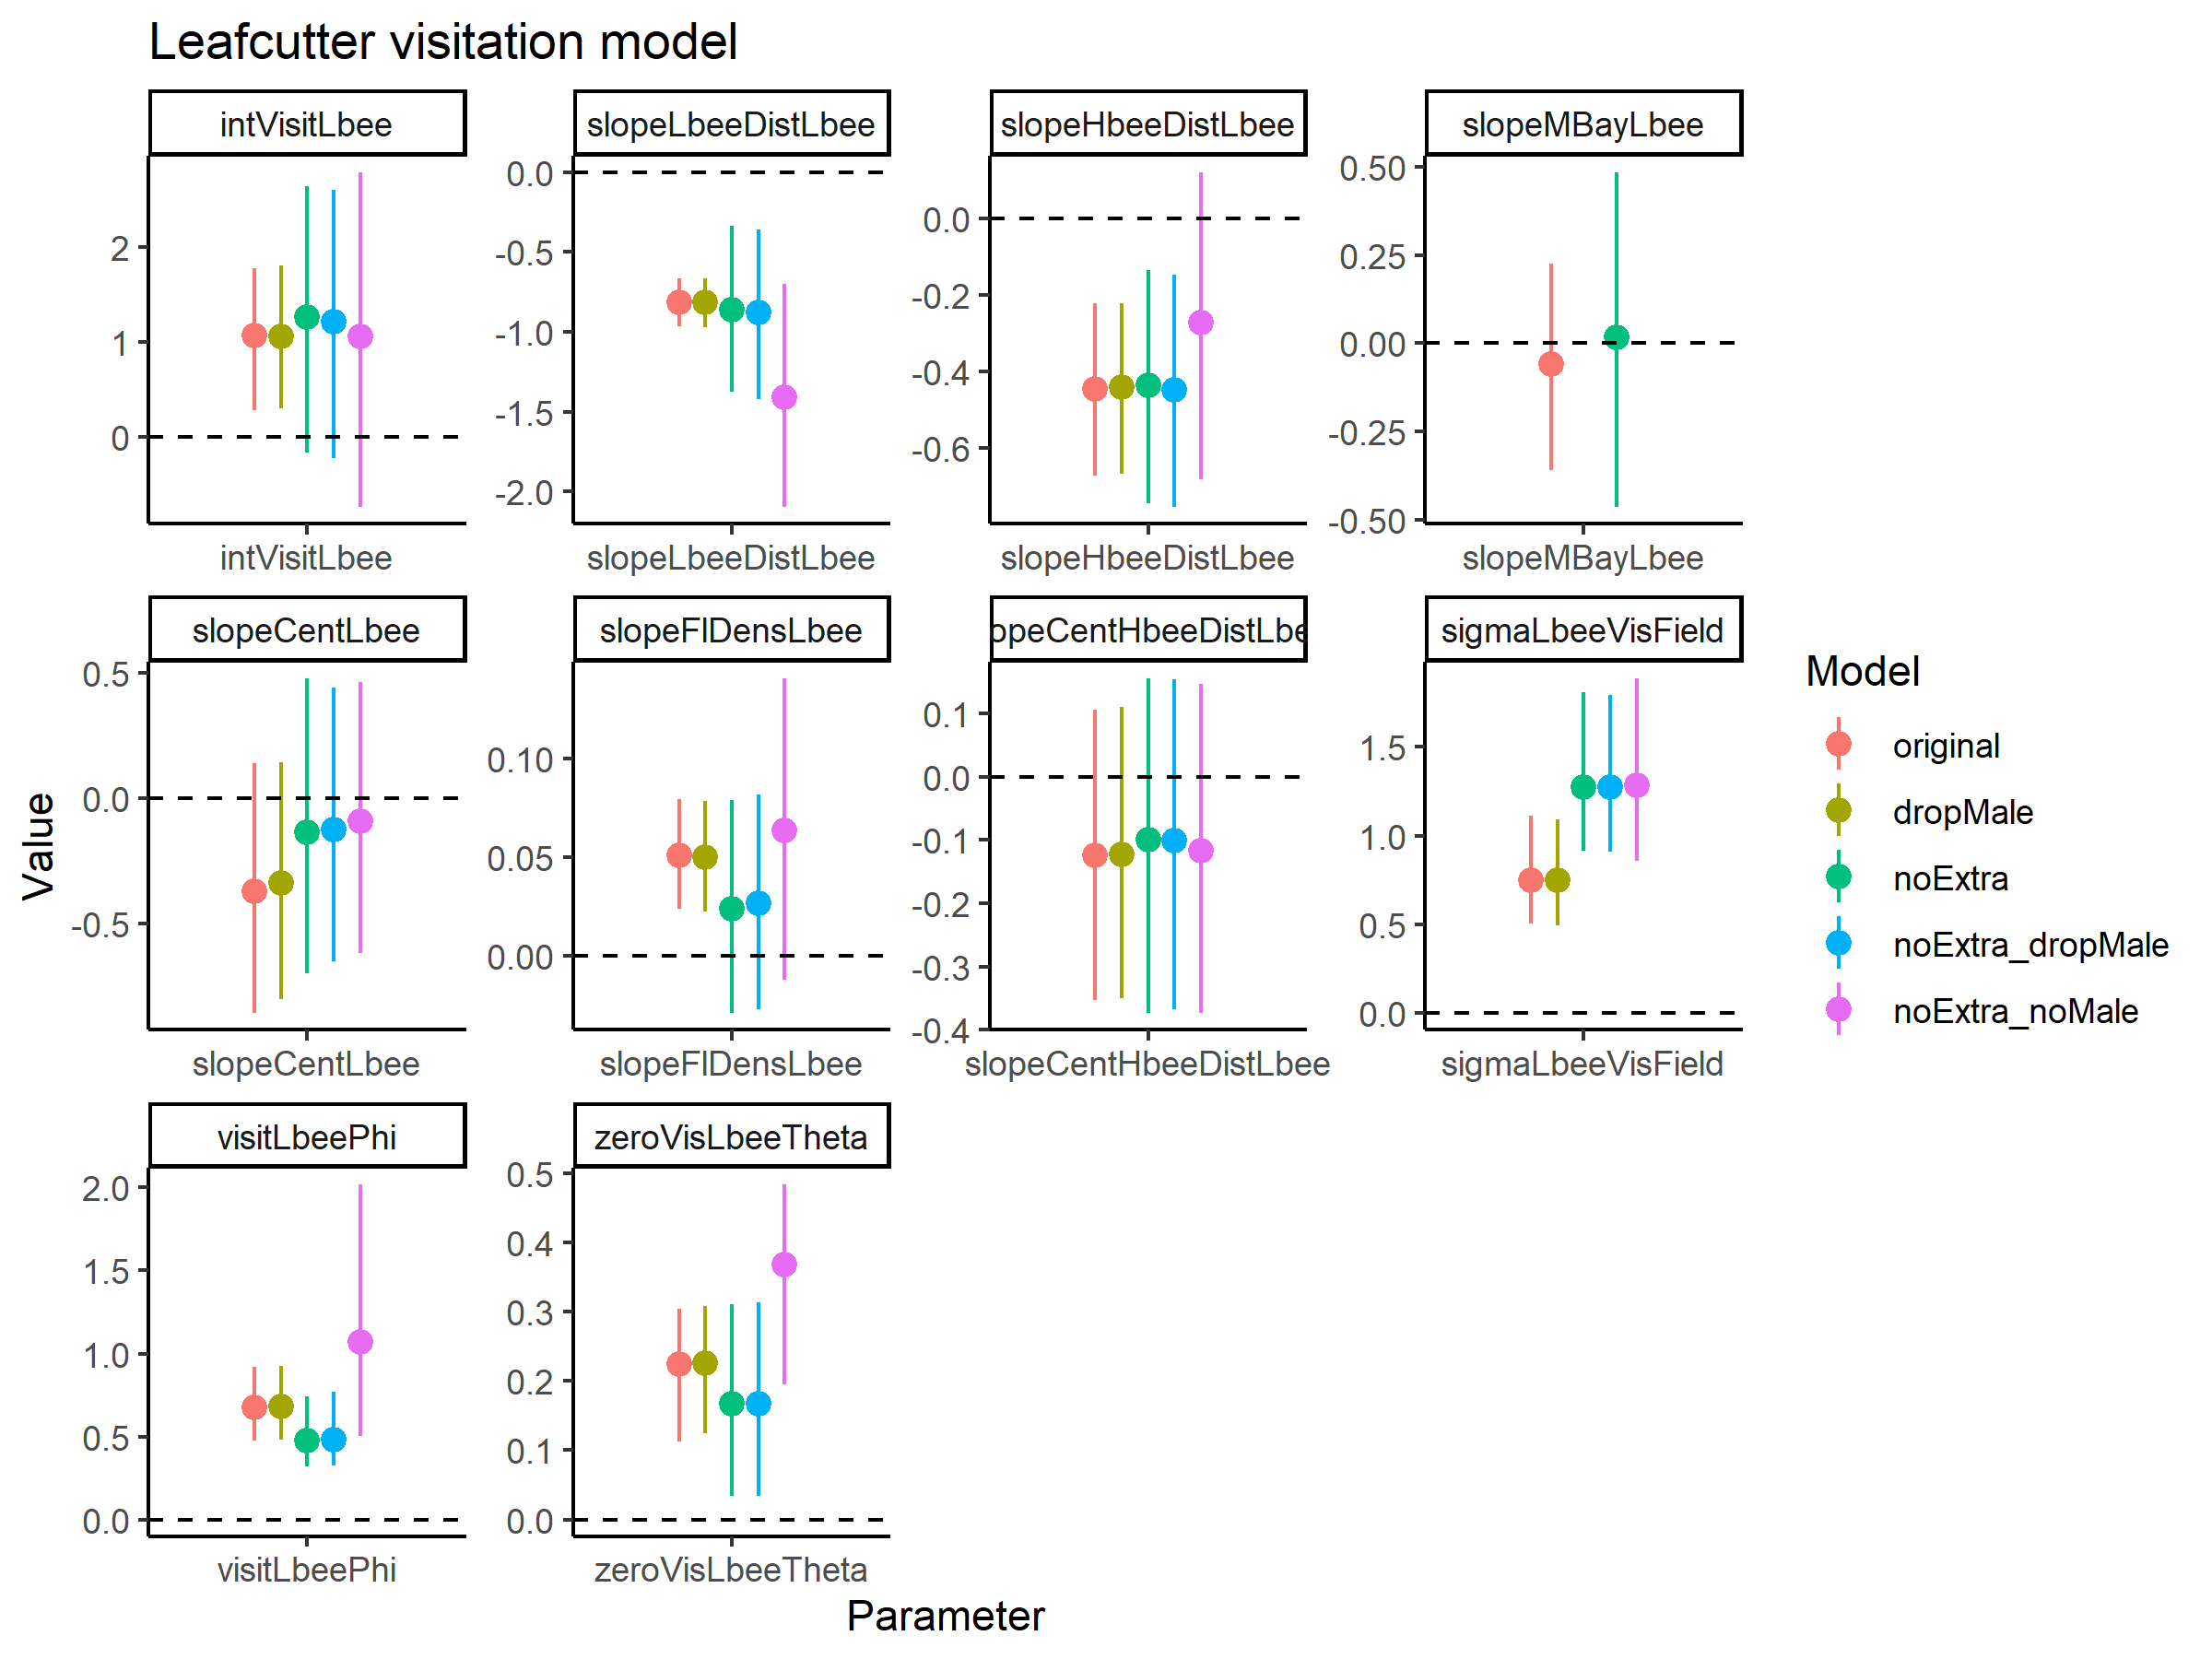 Leafcutter visitation model
intVisitLbee
slopeLbeeDistLbee
slopeHbeeDistLbee
slopeMBayLbee
2
1
0
0.0
-0.5
-1.0
-1.5
-2.0
0.0
-0.2
-0.4
-0.6
0.50
0.25
0.00
-0.25
-0.50
intVisitLbee
slopeLbeeDistLbee
slopeHbeeDistLbee
slopeMBayLbee
slopeCentLbee
slopeFlDensLbee
opeCentHbeeDistLbe
sigmaLbeeVisField
0.5
0.0
-0.5
0.10
0.05
0.00
0.1
0.0
-0.1
-0.2
-0.3
-0.4
1.5
1.0
0.5
0.0
slopeCentLbee
slopeFlDensLbee
slopeCentHbeeDistLbee
sigmaLbeeVisField
visitLbeePhi
zeroVisLbeeTheta
2.0
1.5
1.0
0.5
0.0
0.5
0.4
0.3
0.2
0.1
0.0
visitLbeePhi
zeroVisLbeeTheta
Value
Parameter
Model
original
dropMale
noExtra
noExtra_dropMale
noExtra_noMale